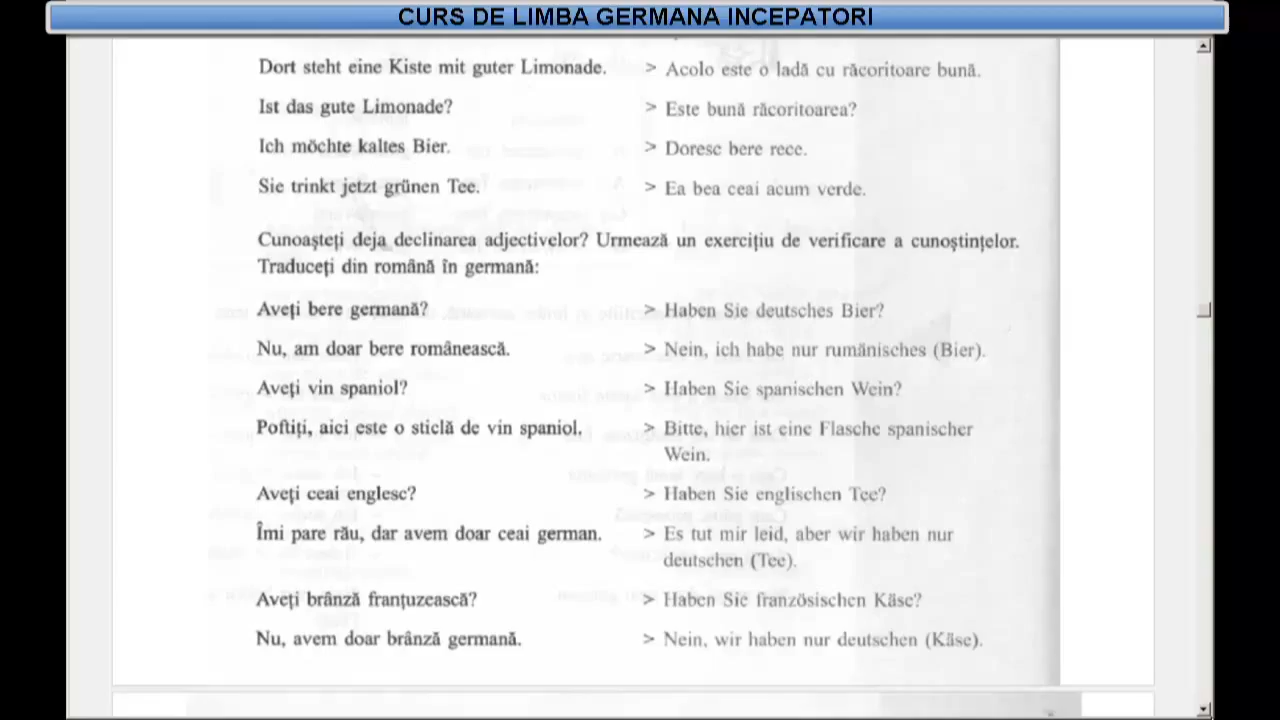 CURS DE LIMBA GERMANA INCEPATORI
Dort steht eine Kiste mit guter Limonade. > Acolo este o ladă cu răcoritoare bună.
Ist das gute Limonade? > Este bună răcoritoarea?
Ich möchte kaltes Bier. > Doresc bere rece.
Sie trinkt jetzt grünen Tee. > Ea bea ceai acum verde.
Cunoaşteţi deja declinarea adjectivelor? Urmează un exerciţiu de verificare a cunoştinţelor.
Traduceţi din română în germană:
Aveţi bere germană? > Haben Sie deutsches Bier?
Nu, am doar bere românească. > Nein, ich habe nur rumänisches (Bier).
Aveţi vin spaniol? > Haben Sie spanischen Wein?
Poftiţi, aici este o sticlă de vin spaniol. > Bitte, hier ist eine Flasche spanischer
Wein.
Aveţi ceai englesc? > Haben Sie englischen Tee?
Îmi pare rău, dar avem doar ceai german. > Es tut mir leid, aber wir haben nur
deutschen (Tee).
Aveţi brânză franţuzească? > Haben Sie französischen Käse?
Nu, avem doar brânză germană. > Nein, wir haben nur deutschen (Käse).